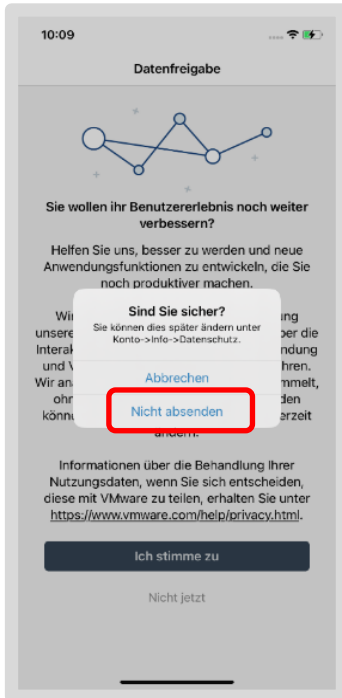 10:09
Datenfreigabe
Sie wollen ihr Benutzererlebnis noch weiter
verbessern?
Helfen Sie uns, besser zu werden und neue
Anwendungsfunktionen zu entwickeln, die Sie
noch produktiver machen.
Sind Sie sicher?
Sie können dies später ändern unter
Konto->Info->Datenschutz.
Abbrechen
Nicht absenden
ändern.
Informationen über die Behandlung Ihrer
Nutzungsdaten, wenn Sie sich entscheiden,
diese mit VMware zu teilen, erhalten Sie unter
https://www.vmware.com/help/privacy.html.
Ich stimme zu
Nicht jetzt